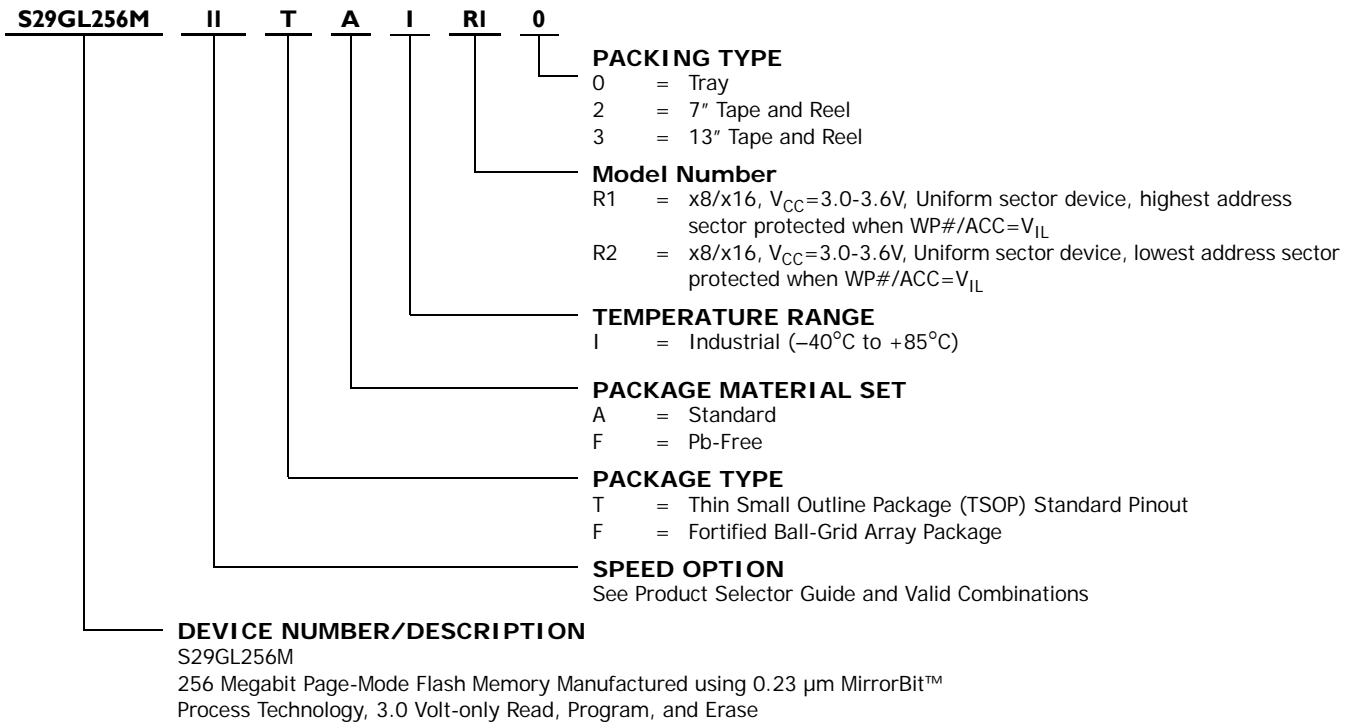 S29GL256M 11 T A I R1 0
PACKING TYPE
0 = Tray
2 = 7" Tape and Reel
3 = 13" Tape and Reel
Model Number
R1 = x8/x16, VCC=3.0-3.6V, Uniform sector device, highest address
sector protected when WP#/ACC=VIL
R2 = x8/x16, VCC=3.0-3.6V, Uniform sector device, lowest address sector
protected when WP#/ACC=VIL
TEMPERATURE RANGE
I = Industrial (–40°C to +85°C)
PACKAGE MATERIAL SET
A = Standard
F = Pb-Free
PACKAGE TYPE
T = Thin Small Outline Package (TSOP) Standard Pinout
F = Fortified Ball-Grid Array Package
SPEED OPTION
See Product Selector Guide and Valid Combinations
DEVICE NUMBER/DESCRIPTION
S29GL256M
256 Megabit Page-Mode Flash Memory Manufactured using 0.23 µm MirrorBit™
Process Technology, 3.0 Volt-only Read, Program, and Erase